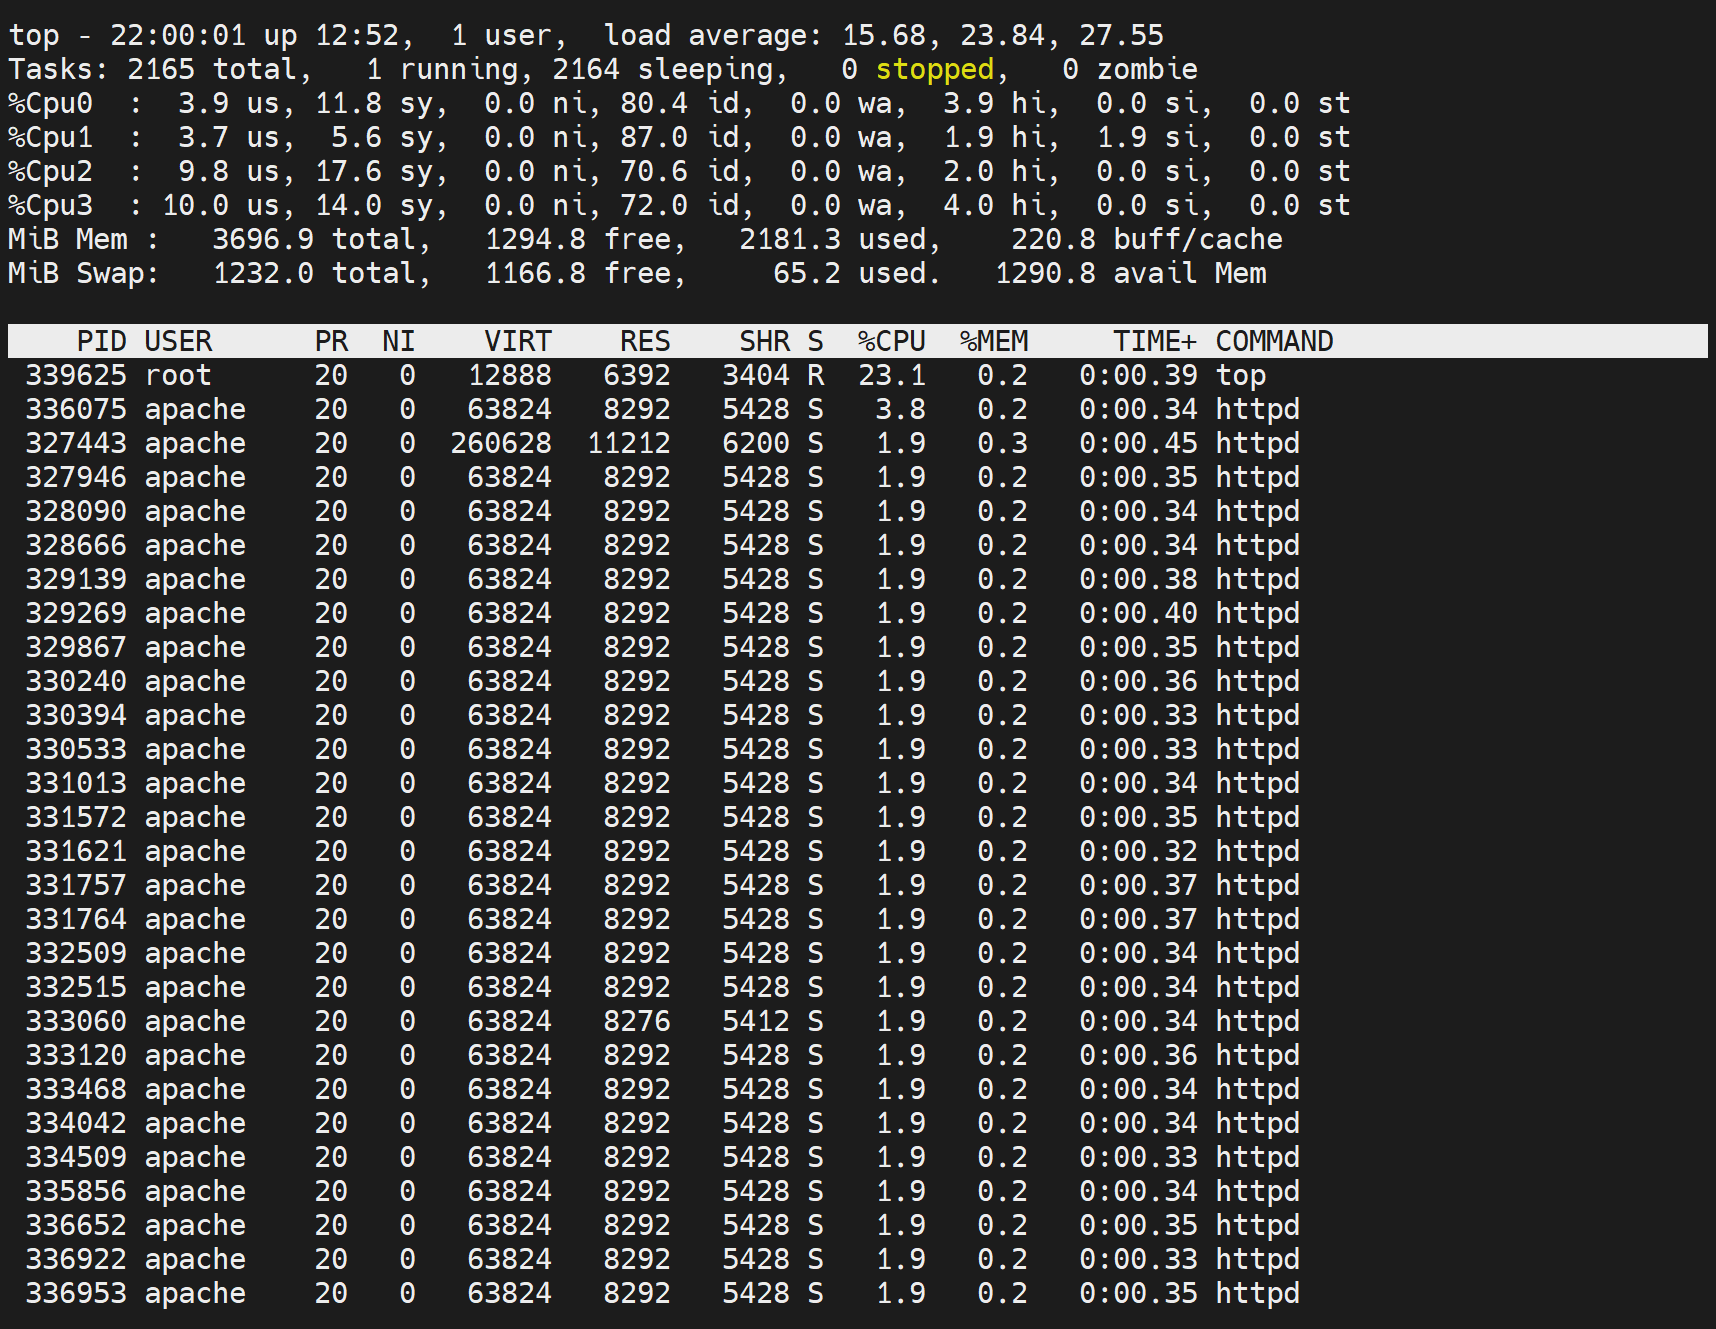 top - 22:00:01 up 12:52,  1 user,  load average: 15.68, 23.84, 27.55
Tasks: 2165 total,   1 running, 2164 sleeping,   0 stopped,   0 zombie
%Cpu0  :  3.9 us, 11.8 sy,  0.0 ni, 80.4 id,  0.0 wa,  3.9 hi,  0.0 si,  0.0 st
%Cpu1  :  3.7 us,  5.6 sy,  0.0 ni, 87.0 id,  0.0 wa,  1.9 hi,  1.9 si,  0.0 st
%Cpu2  :  9.8 us, 17.6 sy,  0.0 ni, 70.6 id,  0.0 wa,  2.0 hi,  0.0 si,  0.0 st
%Cpu3  : 10.0 us, 14.0 sy,  0.0 ni, 72.0 id,  0.0 wa,  4.0 hi,  0.0 si,  0.0 st
MiB Mem :   3696.9 total,   1294.8 free,   2181.3 used,    220.8 buff/cache
MiB Swap:   1232.0 total,   1166.8 free,     65.2 used.   1290.8 avail Mem
    PID USER      PR  NI    VIRT    RES    SHR S  %CPU  %MEM     TIME+ COMMAND
 339625 root      20   0   12888   6392   3404 R  23.1   0.2   0:00.39 top
 336075 apache    20   0   63824   8292   5428 S   3.8   0.2   0:00.34 httpd
 327443 apache    20   0  260628  11212   6200 S   1.9   0.3   0:00.45 httpd
 327946 apache    20   0   63824   8292   5428 S   1.9   0.2   0:00.35 httpd
 328090 apache    20   0   63824   8292   5428 S   1.9   0.2   0:00.34 httpd
 328666 apache    20   0   63824   8292   5428 S   1.9   0.2   0:00.34 httpd
 329139 apache    20   0   63824   8292   5428 S   1.9   0.2   0:00.38 httpd
 329269 apache    20   0   63824   8292   5428 S   1.9   0.2   0:00.40 httpd
 329867 apache    20   0   63824   8292   5428 S   1.9   0.2   0:00.35 httpd
 330240 apache    20   0   63824   8292   5428 S   1.9   0.2   0:00.36 httpd
 330394 apache    20   0   63824   8292   5428 S   1.9   0.2   0:00.33 httpd
 330533 apache    20   0   63824   8292   5428 S   1.9   0.2   0:00.33 httpd
 331013 apache    20   0   63824   8292   5428 S   1.9   0.2   0:00.34 httpd
 331572 apache    20   0   63824   8292   5428 S   1.9   0.2   0:00.35 httpd
 331621 apache    20   0   63824   8292   5428 S   1.9   0.2   0:00.32 httpd
 331757 apache    20   0   63824   8292   5428 S   1.9   0.2   0:00.37 httpd
 331764 apache    20   0   63824   8292   5428 S   1.9   0.2   0:00.37 httpd
 332509 apache    20   0   63824   8292   5428 S   1.9   0.2   0:00.34 httpd
 332515 apache    20   0   63824   8292   5428 S   1.9   0.2   0:00.34 httpd
 333060 apache    20   0   63824   8276   5412 S   1.9   0.2   0:00.34 httpd
 333120 apache    20   0   63824   8292   5428 S   1.9   0.2   0:00.36 httpd
 333468 apache    20   0   63824   8292   5428 S   1.9   0.2   0:00.34 httpd
 334042 apache    20   0   63824   8292   5428 S   1.9   0.2   0:00.34 httpd
 334509 apache    20   0   63824   8292   5428 S   1.9   0.2   0:00.33 httpd
 335856 apache    20   0   63824   8292   5428 S   1.9   0.2   0:00.34 httpd
 336652 apache    20   0   63824   8292   5428 S   1.9   0.2   0:00.35 httpd
 336922 apache    20   0   63824   8292   5428 S   1.9   0.2   0:00.33 httpd
 336953 apache    20   0   63824   8292   5428 S   1.9   0.2   0:00.35 httpd